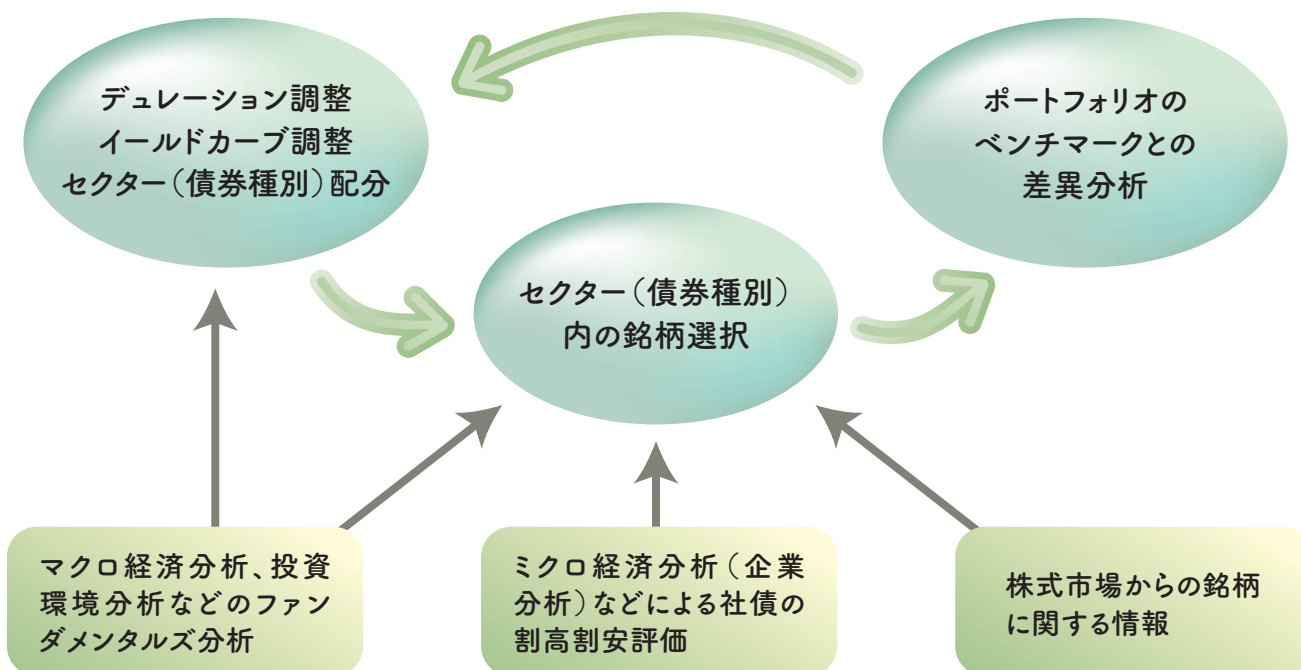 デュレーション調整
イールドカーブ調整
セクター（債券種別）配分
ポートフォリオの
ベンチマークとの
差異分析
セクター（債券種別）
内の銘柄選択
マクロ経済分析、投資
環境分析などのファン
ダメンタルズ分析
ミクロ経済分析（企業
分析）などによる社債の
割高割安評価
株式市場からの銘柄
に関する情報